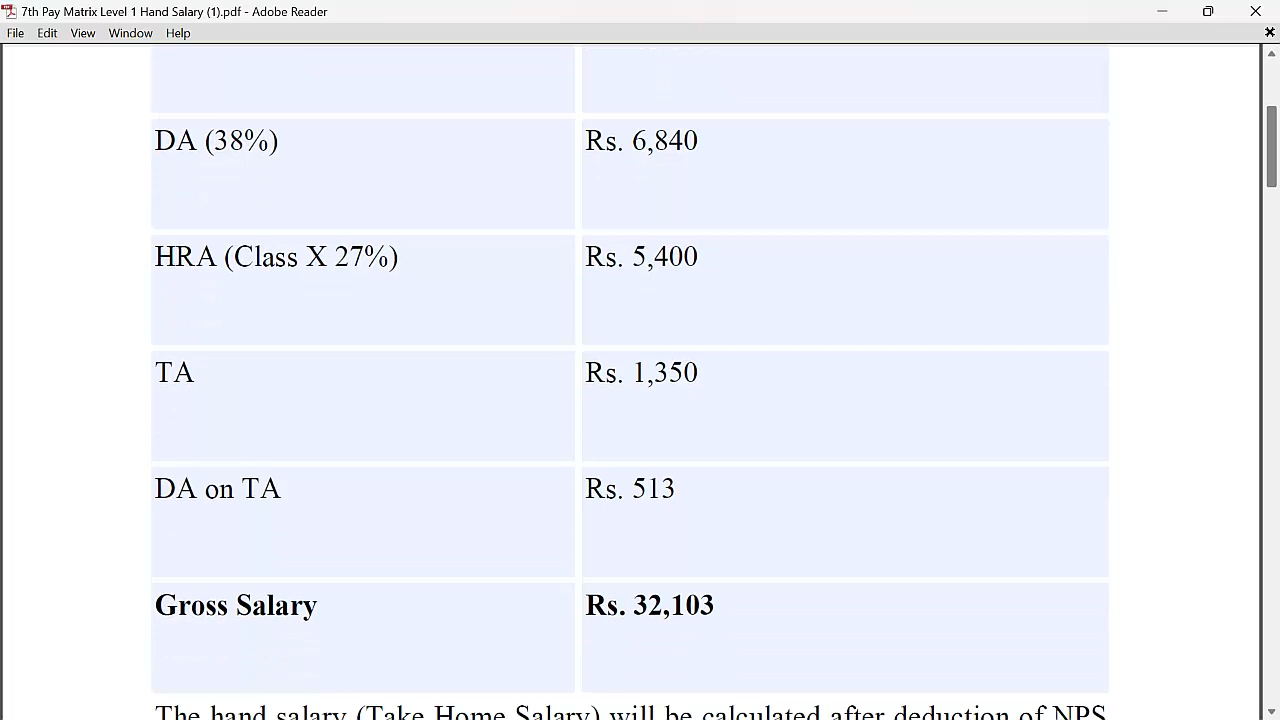 7th Pay Matrix Level 1 Hand Salary (1).pdf - Adobe Reader
File Edit View Window Help
DA (38%) Rs. 6,840
HRA (Class X 27%) Rs. 5,400
TA Rs. 1,350
DA on TA Rs. 513
Gross Salary Rs. 32,103
The hand salary (Take Home Salary) will be calculated after deduction of NPS